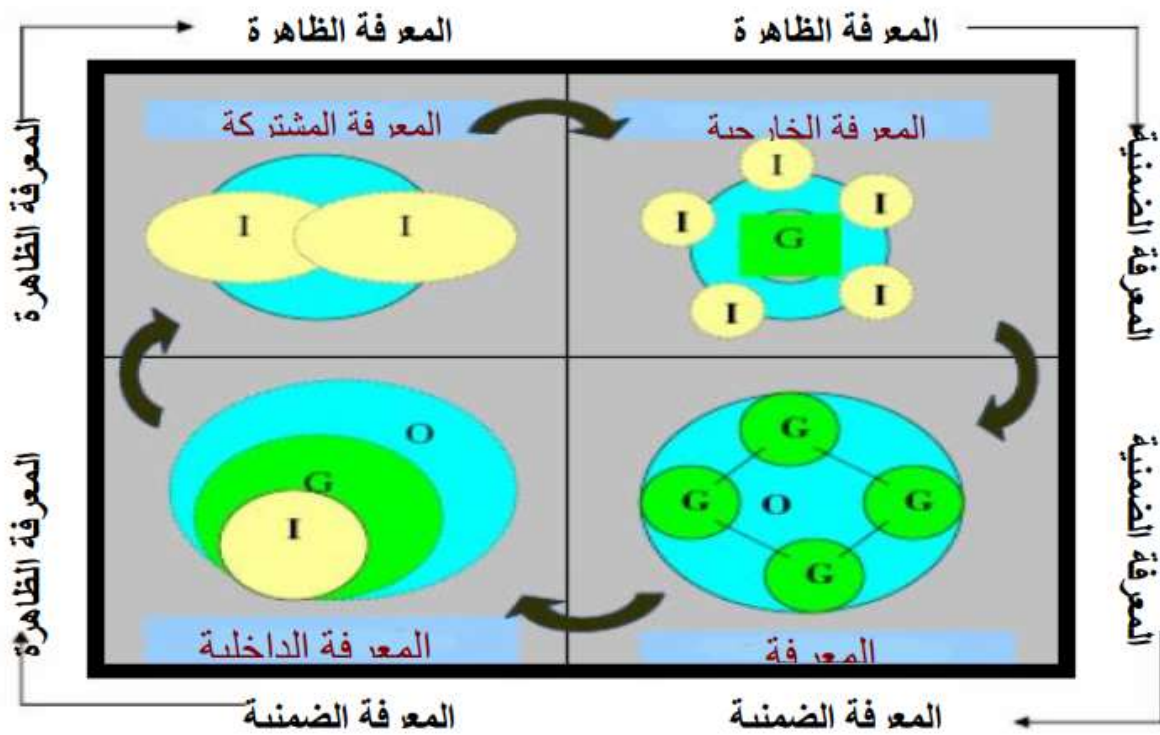 المعرفة الظاهرة
المعرفة الظاهرة
المعرفة الظاهرة
المعرفة الضمنية
المعرفة المشتركة
المعرفة الخارجية
I
I
I
I
I
I
I
G
المعرفة الظاهرة
المعرفة الضمنية
O
G
I
G
G
O
G
G
المعرفة الداخلية
المعرفة
المعرفة الضمنية
المعرفة الضمنية